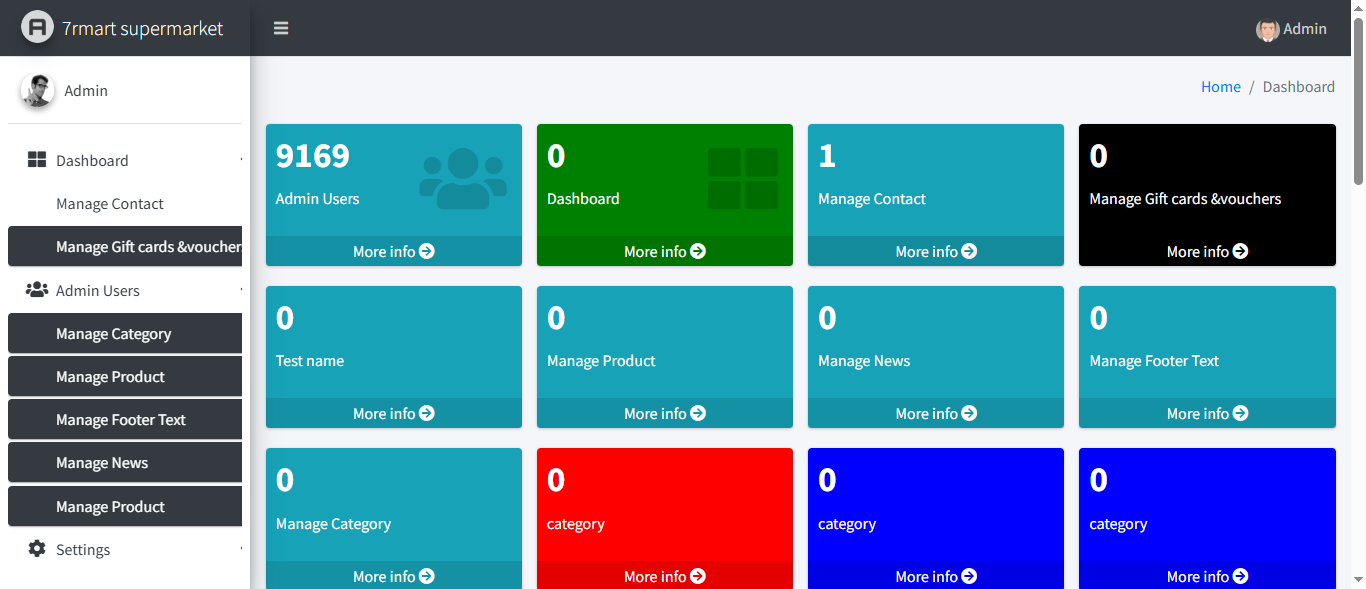 7rmart supermarket
Admin
Admin
Home / Dashboard
Dashboard
Manage Contact
Manage Gift cards &voucher
Admin Users
Manage Category
Manage Product
Manage Footer Text
Manage News
Manage Product
Settings
9169
Admin Users
More info
0
Dashboard
More info
1
Manage Contact
More info
0
Manage Gift cards &vouchers
More info
0
Test name
More info
0
Manage Product
More info
0
Manage News
More info
0
Manage Footer Text
More info
0
Manage Category
More info
0
category
More info
0
category
More info
0
category
More info